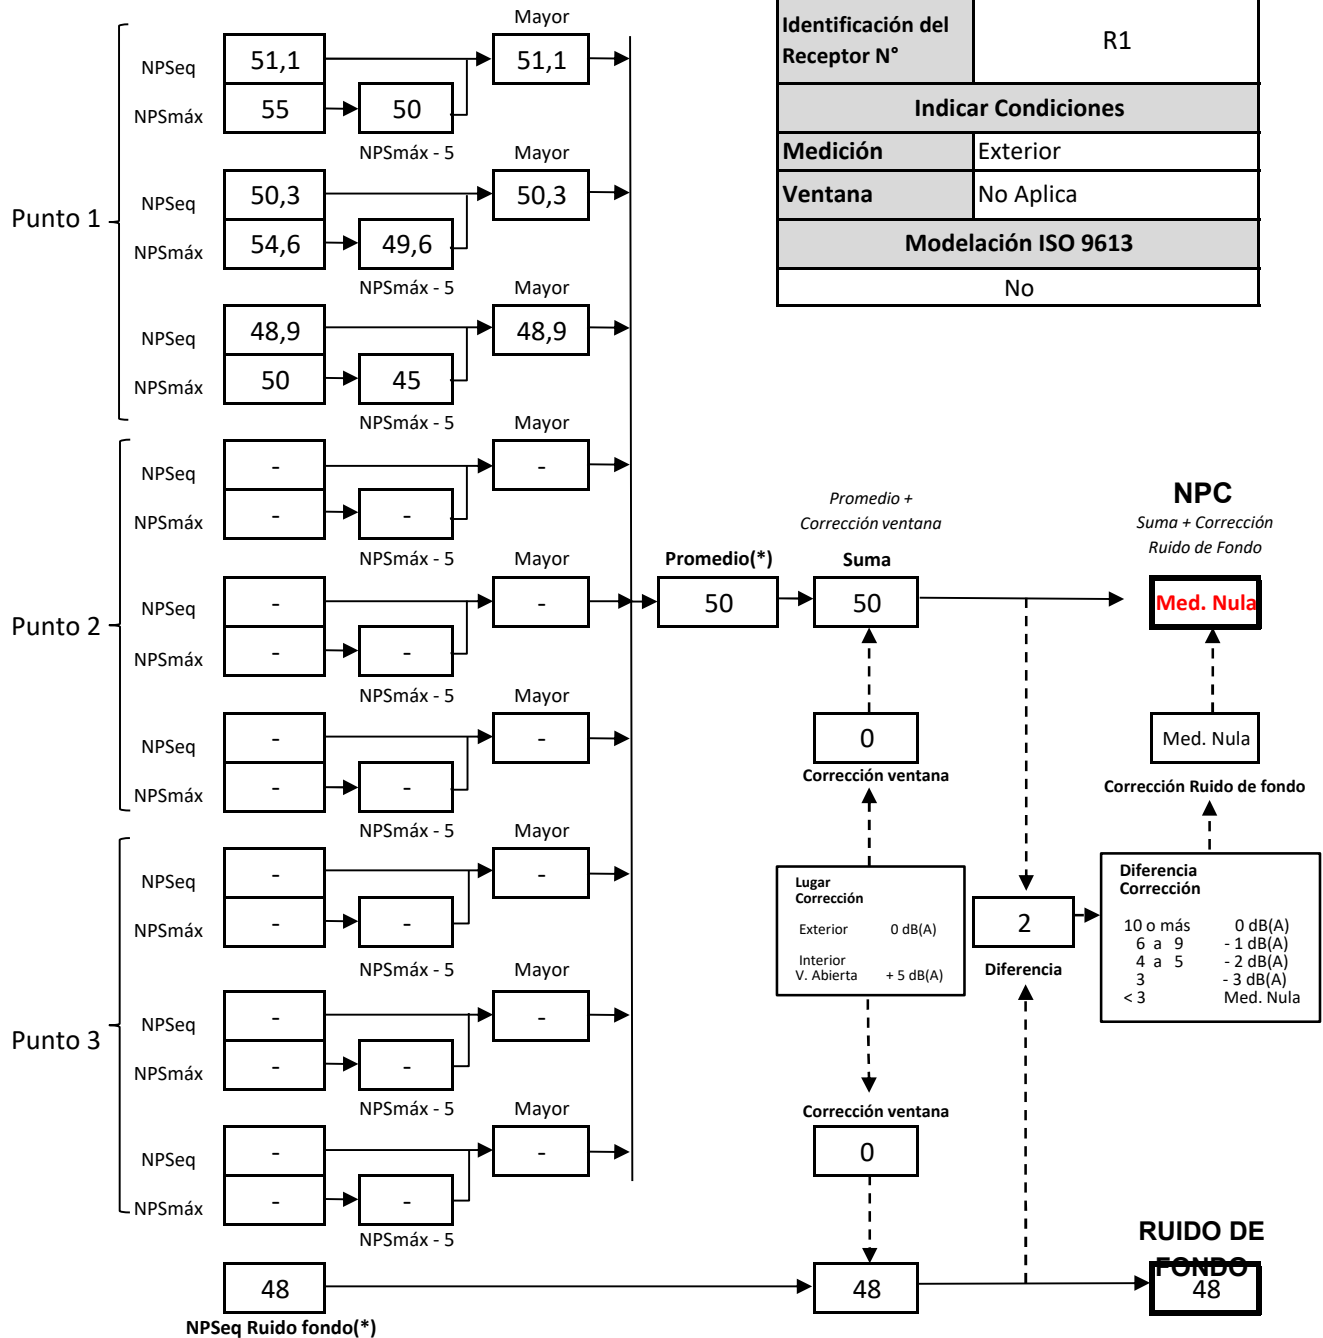 Identificación del Receptor N°
R1
Indicar Condiciones
Medición Exterior
Ventana No Aplica
Modelación ISO 9613
No
Punto 1
Mayor
NPSeq 51,1 51,1
NPSmáx 55 50
NPSmáx - 5
Mayor
NPSeq 50,3 50,3
NPSmáx 54,6 49,6
NPSmáx - 5
Mayor
NPSeq 48,9 48,9
NPSmáx 50 45
NPSmáx - 5
Punto 2
Mayor
NPSeq - -
NPSmáx - -
NPSmáx - 5
Mayor
NPSeq - -
NPSmáx - -
NPSmáx - 5
Mayor
NPSeq - -
NPSmáx - -
NPSmáx - 5
Punto 3
Mayor
NPSeq - -
NPSmáx - -
NPSmáx - 5
Mayor
NPSeq - -
NPSmáx - -
NPSmáx - 5
Mayor
NPSeq - -
NPSmáx - -
NPSmáx - 5
Promedio(*)
50
Promedio +
Corrección ventana
Suma
50
0
Corrección ventana
NPC
Suma + Corrección
Ruido de Fondo
Med. Nula
Med. Nula
Corrección Ruido de fondo
Lugar
Corrección
Exterior 0 dB(A)
Interior
V. Abierta + 5 dB(A)
2
Diferencia
Diferencia
Corrección
10 o más 0 dB(A)
6 a 9 - 1 dB(A)
4 a 5 - 2 dB(A)
3 - 3 dB(A)
< 3 Med. Nula
Corrección ventana
0
48
NPSeq Ruido fondo(*)
48
RUIDO DE
FONDO
48